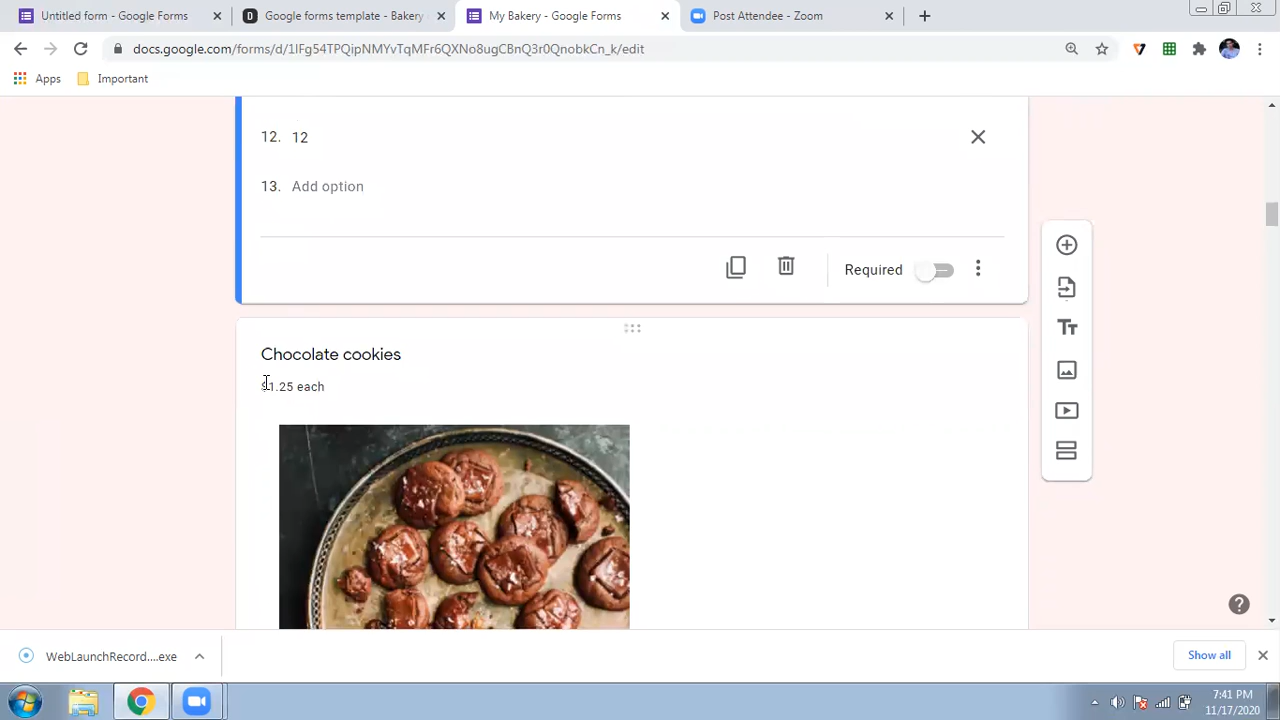 Untitled form - Google Forms
Google forms template - Bakery
My Bakery - Google Forms
Post Attendee - Zoom
docs.google.com/forms/d/1lFg54TPQipNMYvTqMFr6QXNo8ugCBnQ3r0QnobkCn_k/edit
Apps
Important
12. 12
13. Add option
Required
Chocolate cookies
$1.25 each
WebLaunchRecord....exe
Show all
7:41 PM
11/17/2020